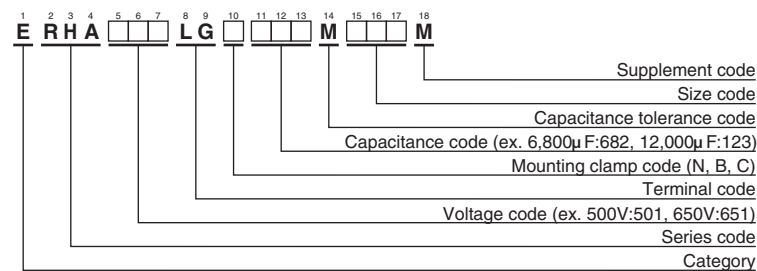 1 2 3 4 5 6 7 8 9 10 11 12 13 14 15 16 17 18
E R H A □ □ □ L G □ □ □ □ M □ □ □ M
Supplement code
Size code
Capacitance tolerance code
Capacitance code (ex. 6,800μF:682, 12,000μF:123)
Mounting clamp code (N, B, C)
Terminal code
Voltage code (ex. 500V:501, 650V:651)
Series code
Category